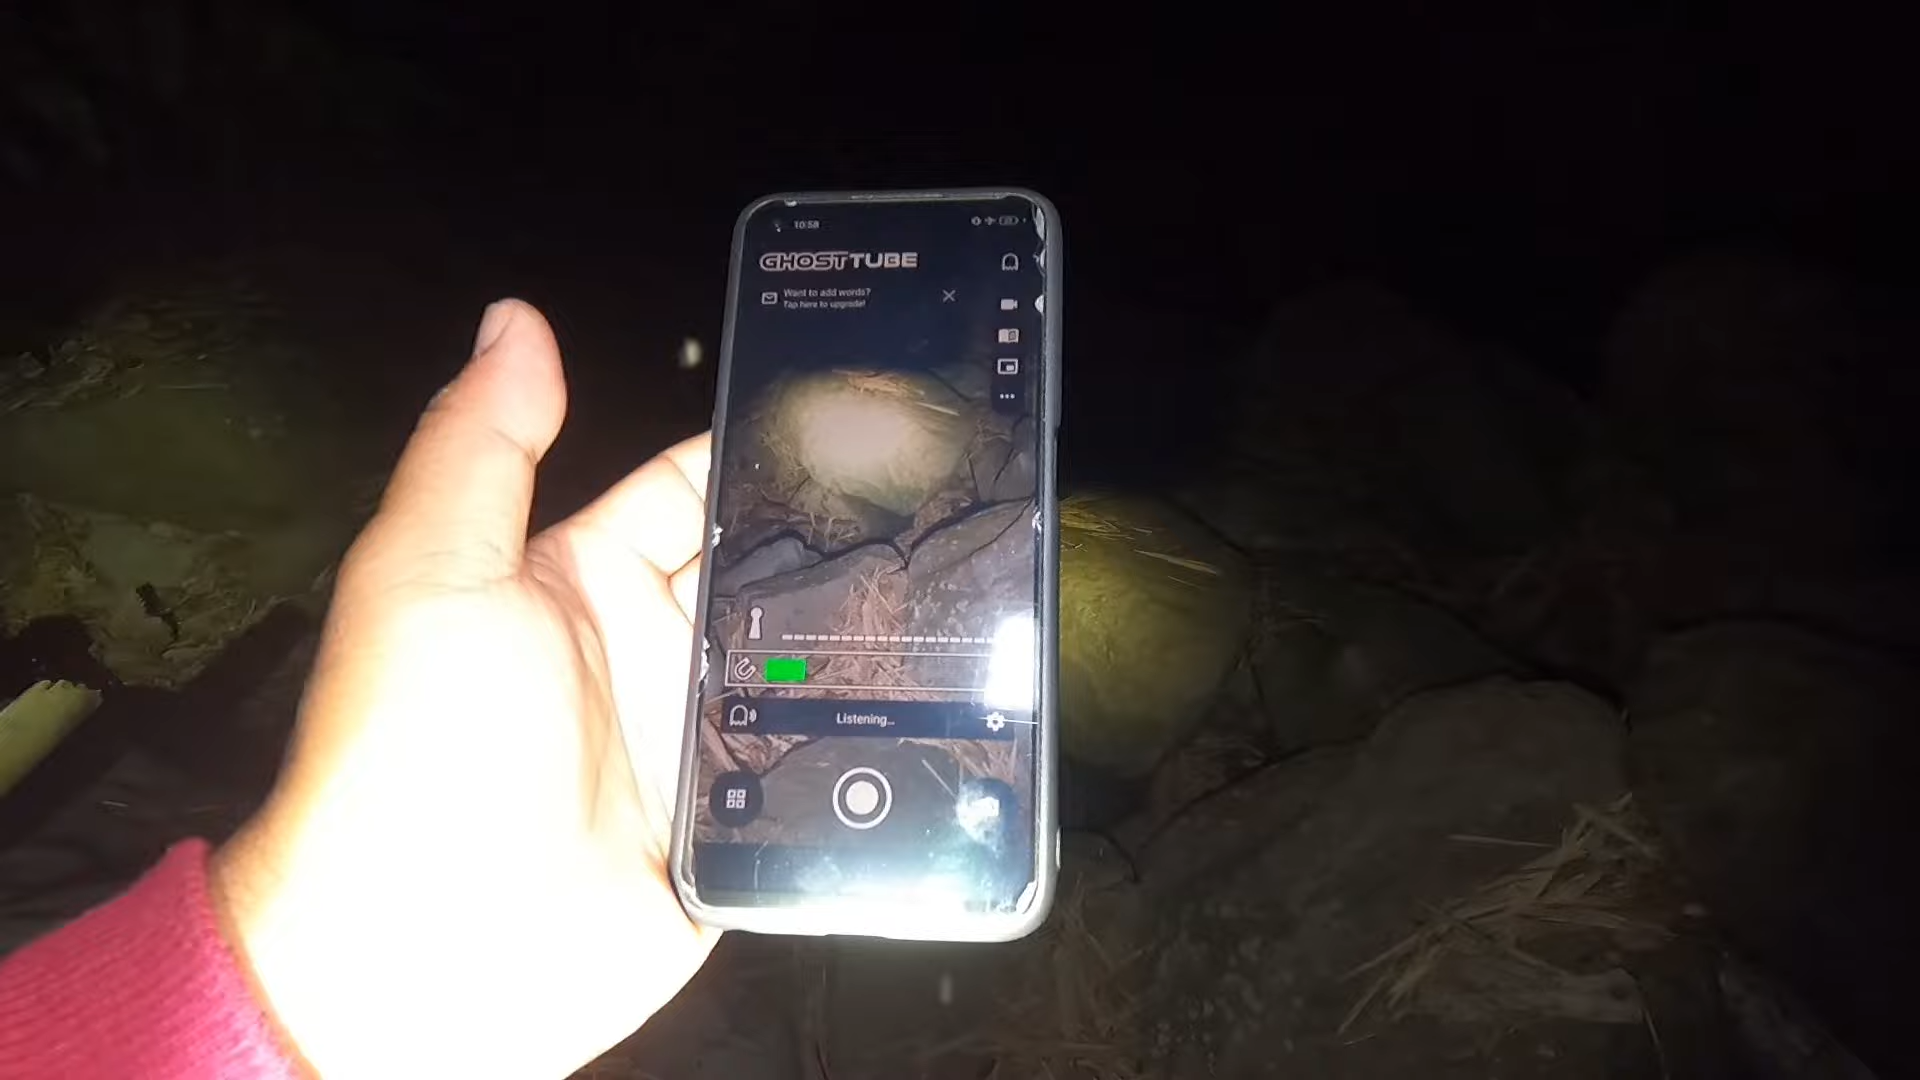 10:58
GHOSTTUBE
Want to add words?
Tap here to upgrade!
Listening...